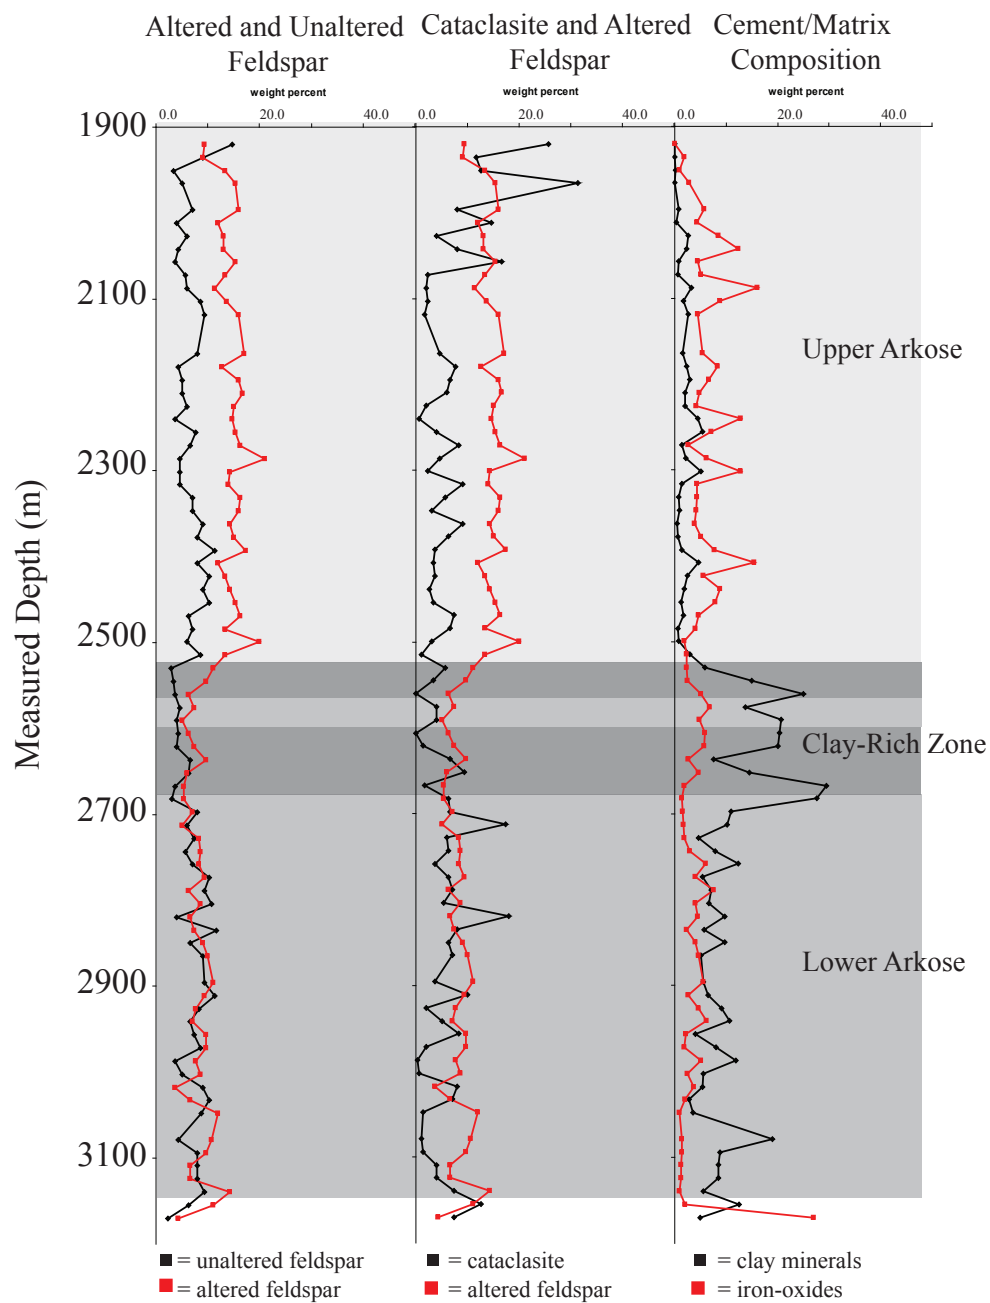 Altered and Unaltered
Feldspar
Cataclasite and Altered
Feldspar
Cement/Matrix
Composition
weight percent
weight percent
weight percent
0.0 20.0 40.0
0.0 20.0 40.0
0.0 20.0 40.0
1900
2100
2300
2500
2700
2900
3100
Measured Depth (m)
Upper Arkose
Clay-Rich Zone
Lower Arkose
= unaltered feldspar
= altered feldspar
= cataclasite
= altered feldspar
= clay minerals
= iron-oxides